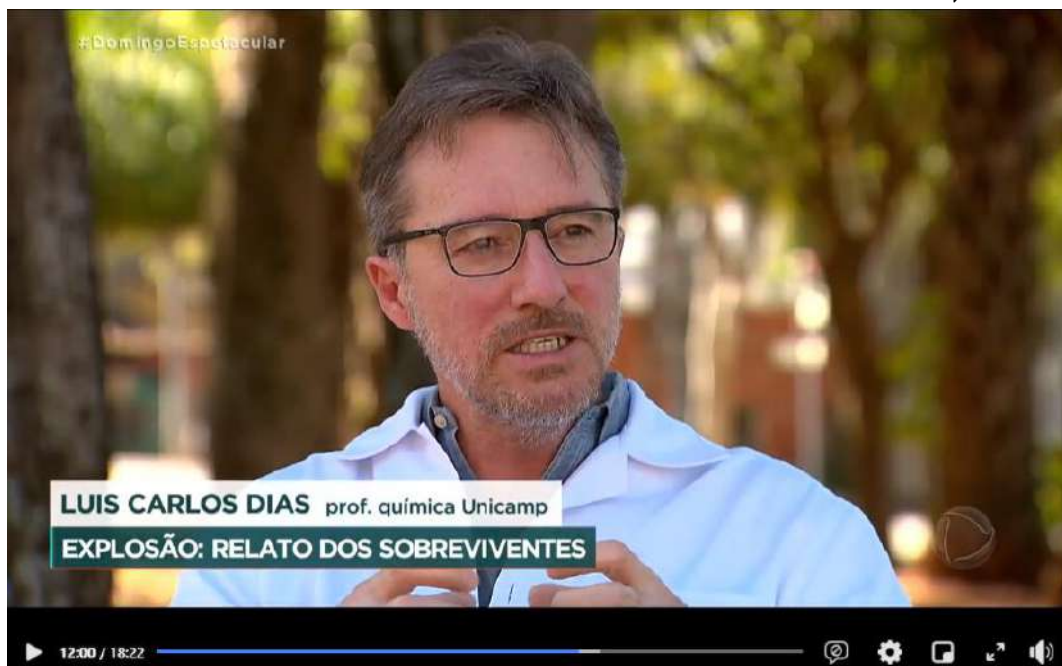 #DomingoEspetacular
LUIS CARLOS DIAS prof. química Unicamp
EXPLOSÃO: RELATO DOS SOBREVIVENTES
12:00 / 18:22